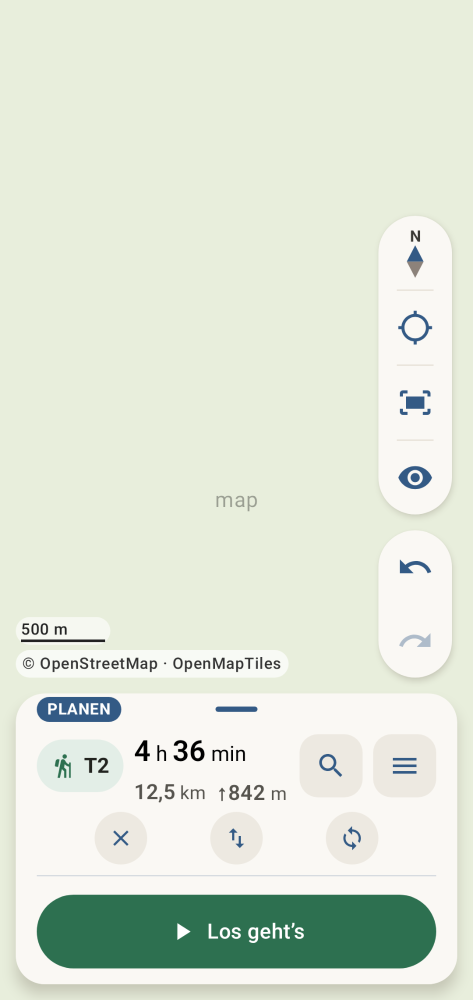 N
map
500 m
© OpenStreetMap · OpenMapTiles
PLANEN
T2
4 h 36 min
12,5 km ↑842 m
Los geht’s